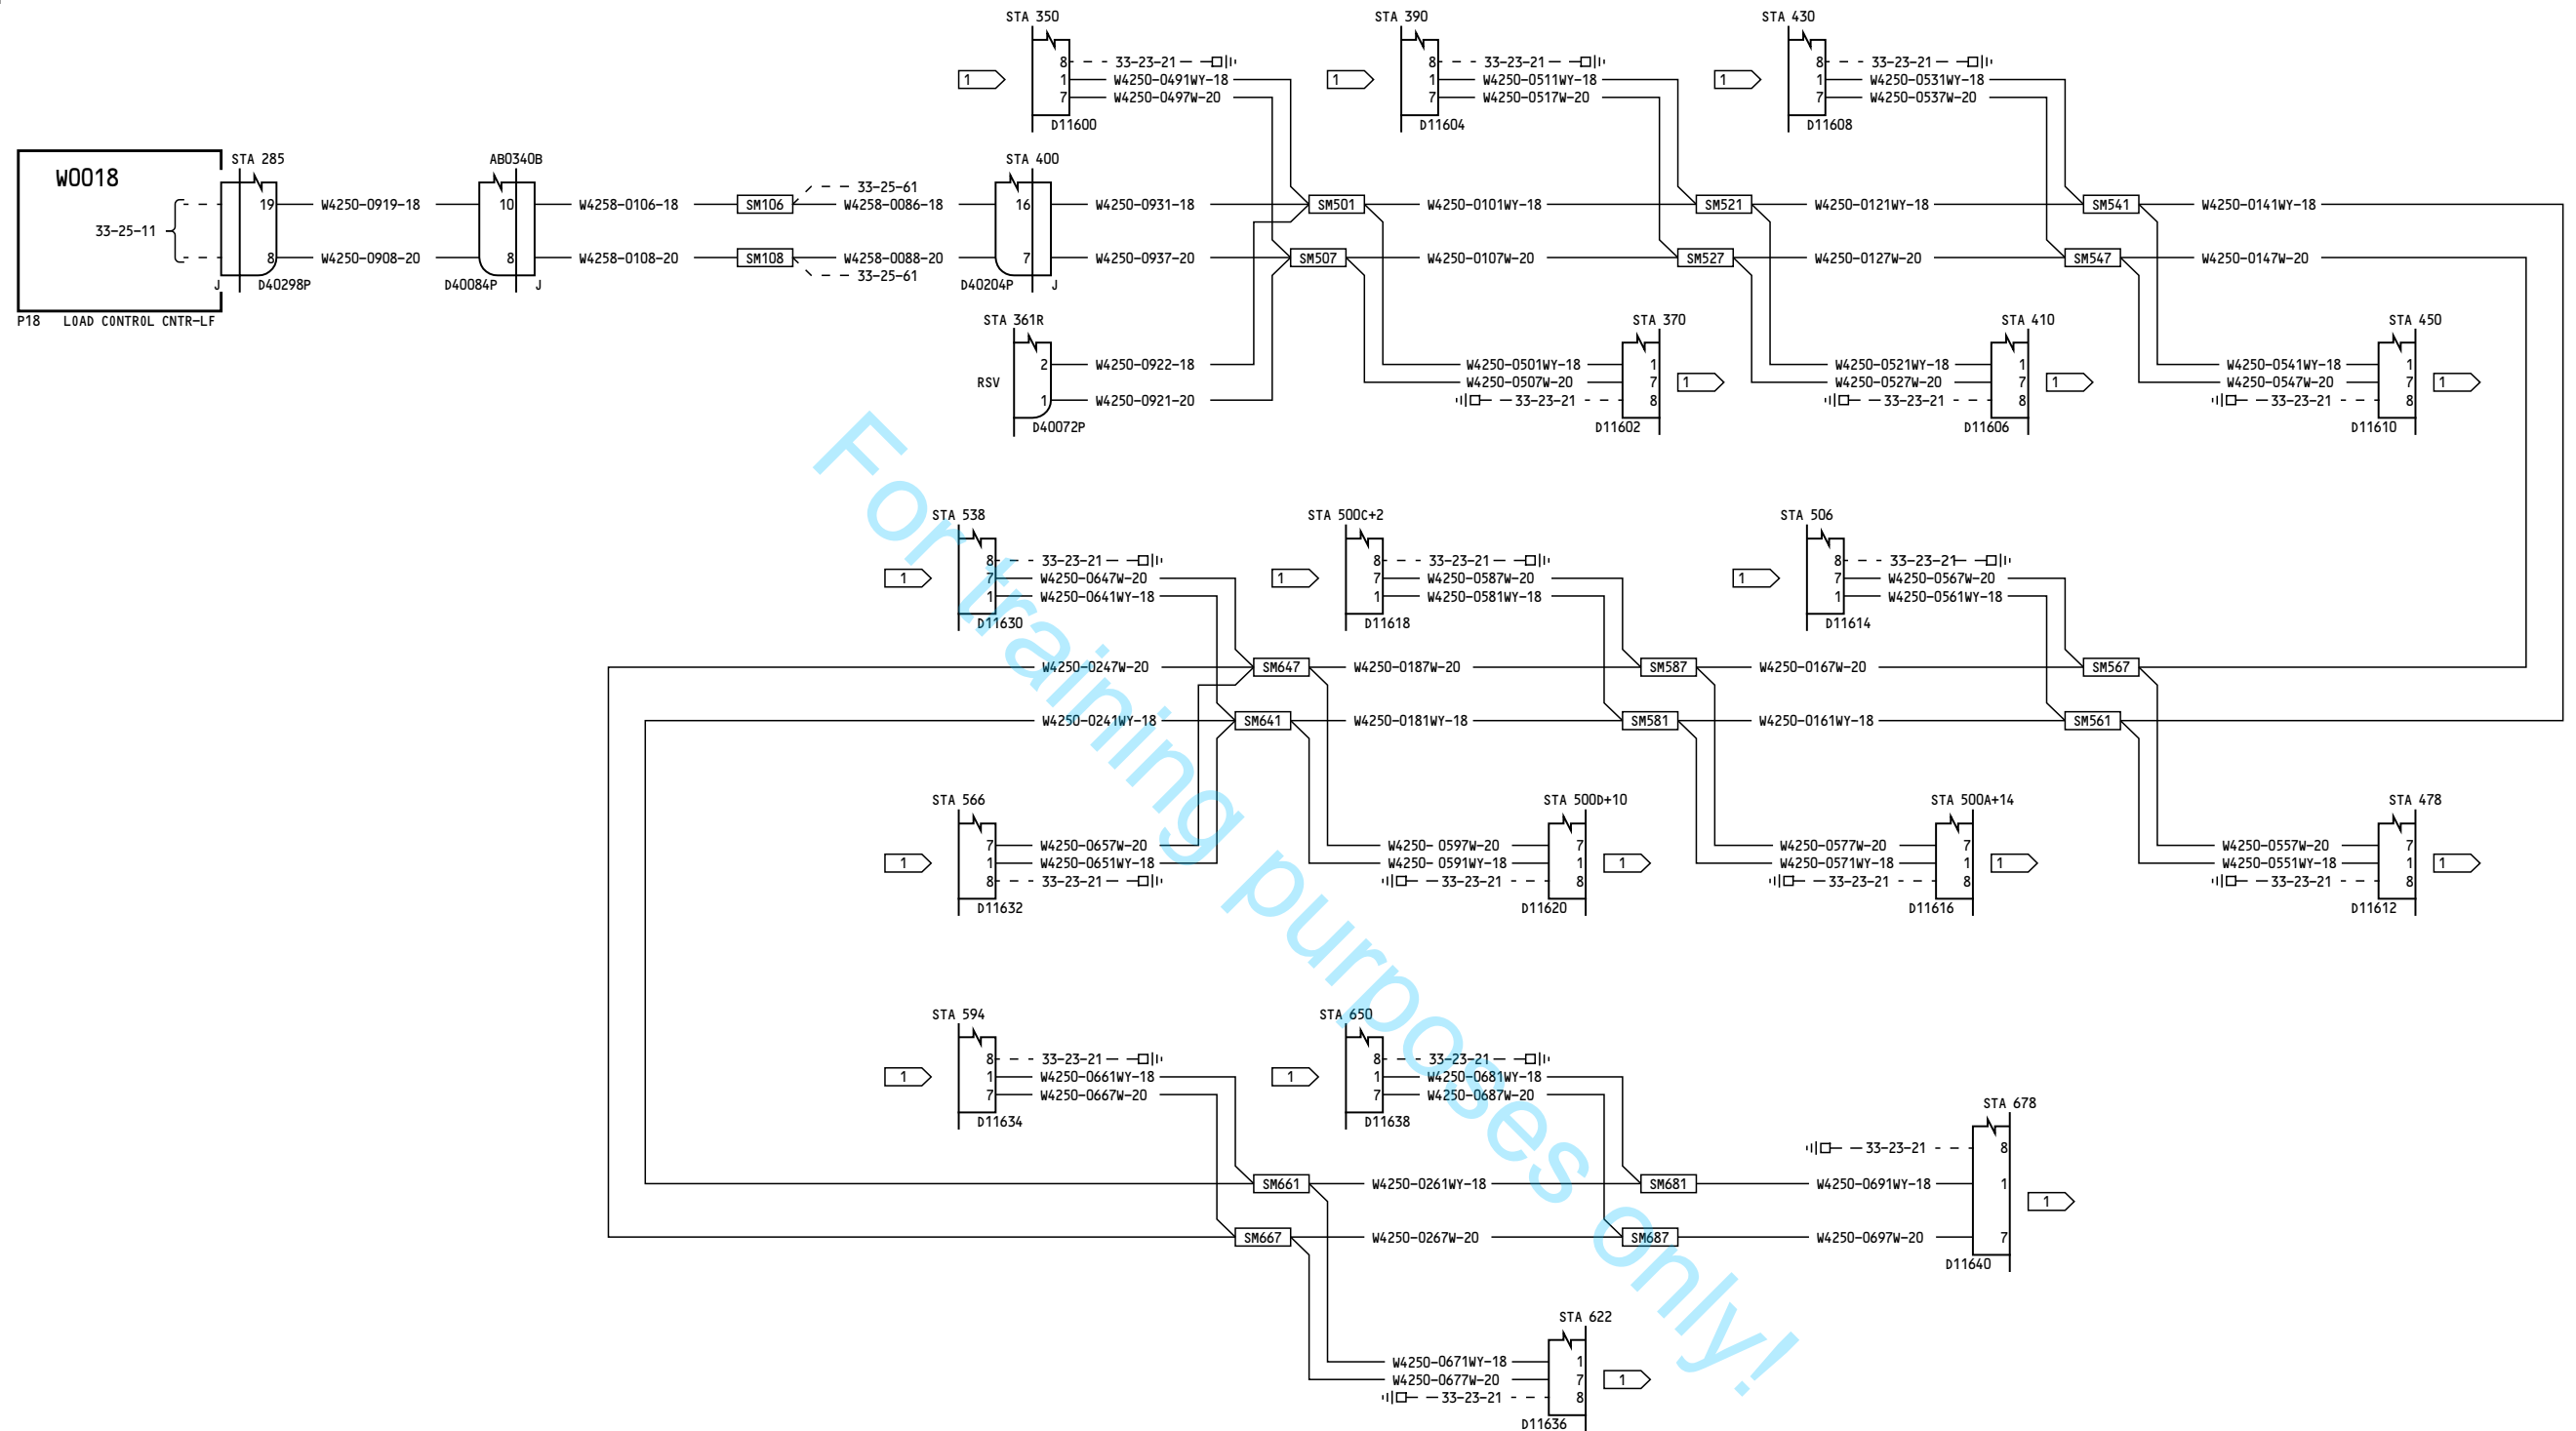 STA 350 STA 390 STA 430
8 33-23-21 8 33-23-21 8 33-23-21
1 1 W4250-0491WY-18 1 1 W4250-0511WY-18 1 1 W4250-0531WY-18
7 W4250-0497W-20 7 W4250-0517W-20 7 W4250-0537W-20
D11600 D11604 D11608
STA 285 AB0340B STA 400
W0018
33-25-61
19 W4250-0919-18 10 W4258-0106-18 SM106 W4258-0086-18 16 W4250-0931-18 SM501 W4250-0101WY-18 SM521 W4250-0121WY-18 SM541 W4250-0141WY-18
33-25-11
8 W4250-0908-20 8 W4258-0108-20 SM108 W4258-0088-20 7 W4250-0937-20 SM507 W4250-0107W-20 SM527 W4250-0127W-20 SM547 W4250-0147W-20
33-25-61
J D40298P D40084P J D40204P J
P18 LOAD CONTROL CNTR-LF
STA 361R STA 370 STA 410 STA 450
2 W4250-0922-18 W4250-0501WY-18 1 W4250-0521WY-18 1 W4250-0541WY-18 1
RSV W4250-0507W-20 7 1 W4250-0527W-20 7 1 W4250-0547W-20 7 1
1 W4250-0921-20 33-23-21 8 33-23-21 8 33-23-21 8
D40072P D11602 D11606 D11610
STA 538 STA 500C+2 STA 506
8 33-23-21 8 33-23-21 8 33-23-21
1 7 W4250-0647W-20 1 7 W4250-0587W-20 1 7 W4250-0567W-20
1 W4250-0641WY-18 1 W4250-0581WY-18 1 W4250-0561WY-18
D11630 D11618 D11614
W4250-0247W-20 SM647 W4250-0187W-20 SM587 W4250-0167W-20 SM567
W4250-0241WY-18 SM641 W4250-0181WY-18 SM581 W4250-0161WY-18 SM561
STA 566 STA 500D+10 STA 500A+14 STA 478
7 W4250-0657W-20 W4250- 0597W-20 7 W4250-0577W-20 7 W4250-0557W-20 7
1 1 W4250-0651WY-18 W4250- 0591WY-18 1 1 W4250-0571WY-18 1 1 W4250-0551WY-18 1 1
8 33-23-21 33-23-21 8 33-23-21 8 33-23-21 8
D11632 D11620 D11616 D11612
STA 594 STA 650
8 33-23-21 8 33-23-21
1 1 W4250-0661WY-18 1 1 W4250-0681WY-18
7 W4250-0667W-20 7 W4250-0687W-20
D11634 D11638
STA 678
33-23-21 8
SM661 W4250-0261WY-18 SM681 W4250-0691WY-18 1
1
SM667 W4250-0267W-20 SM687 W4250-0697W-20 7
D11640
STA 622
W4250-0671WY-18 1
W4250-0677W-20 7 1
33-23-21 8
D11636
For training purposes only!